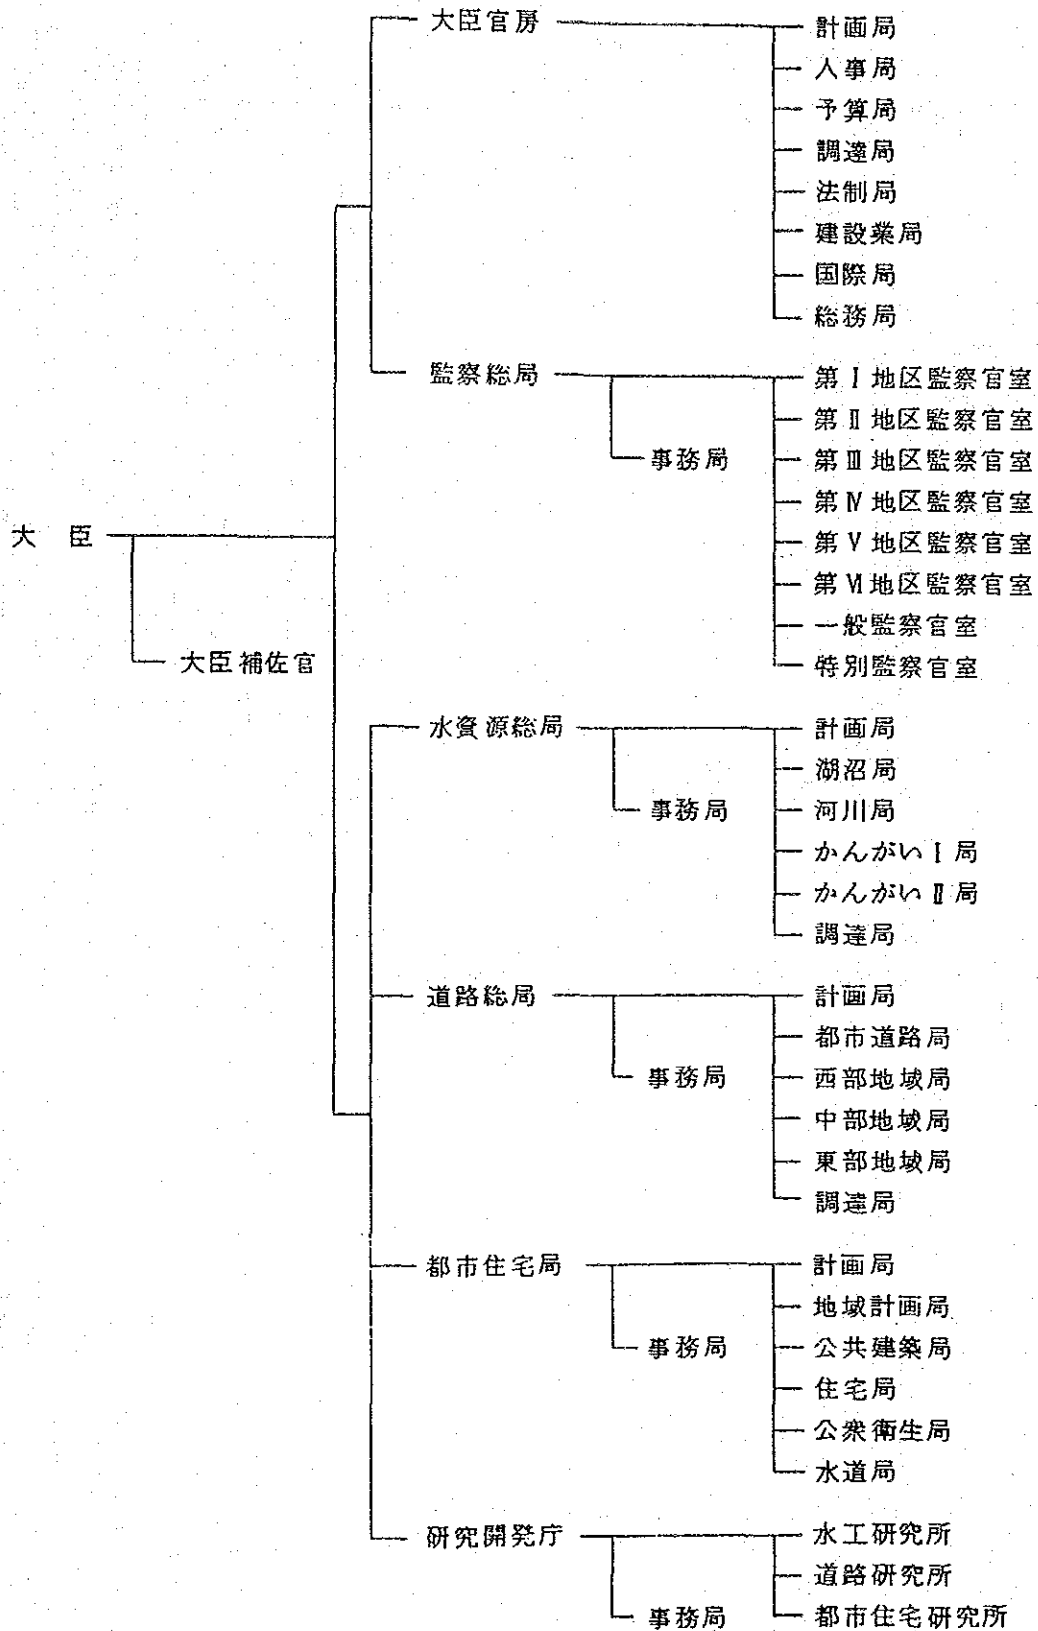 大臣官房
計画局
人事局
予算局
調達局
法制局
建設業局
国際局
総務局
監察総局
事務局
第Ⅰ地区監察官室
第Ⅱ地区監察官室
第Ⅲ地区監察官室
第Ⅳ地区監察官室
第Ⅴ地区監察官室
第Ⅵ地区監察官室
一般監察官室
特別監察官室
大臣
大臣補佐官
水資源総局
事務局
計画局
湖沼局
河川局
かんがいⅠ局
かんがいⅡ局
調達局
道路総局
事務局
計画局
都市道路局
西部地域局
中部地域局
東部地域局
調達局
都市住宅局
事務局
計画局
地域計画局
公共建築局
住宅局
公衆衛生局
水道局
研究開発庁
事務局
水工研究所
道路研究所
都市住宅研究所